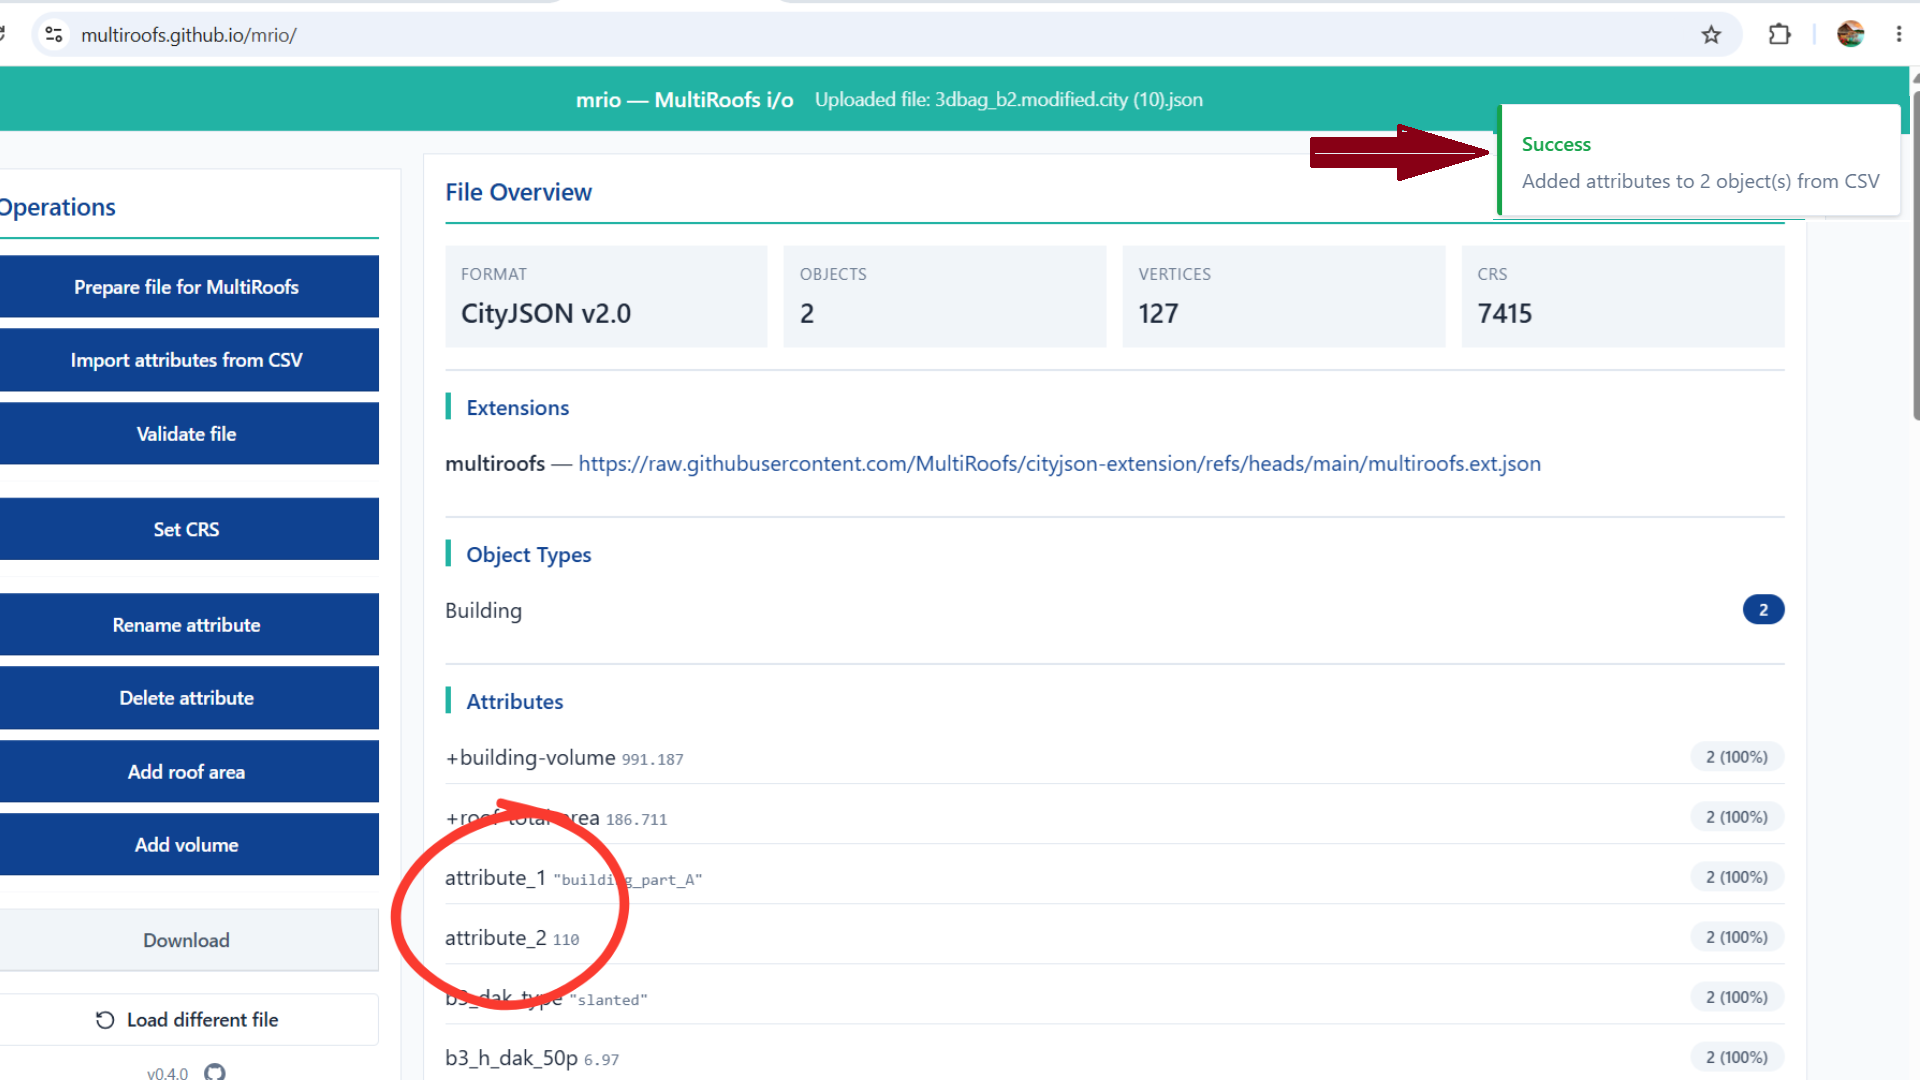 multiroofs.github.io/mrio/
mrio — MultiRoofs i/o Uploaded file: 3dbag_b2.modified.city (10).json
Success
Added attributes to 2 object(s) from CSV
Operations
Prepare file for MultiRoofs
Import attributes from CSV
Validate file
Set CRS
Rename attribute
Delete attribute
Add roof area
Add volume
Download
Load different file
v0.4.0
File Overview
FORMAT
CityJSON v2.0
OBJECTS
2
VERTICES
127
CRS
7415
Extensions
multiroofs — https://raw.githubusercontent.com/MultiRoofs/cityjson-extension/refs/heads/main/multiroofs.ext.json
Object Types
Building 2
Attributes
+building-volume 991.187 2 (100%)
+roof-total-area 186.711 2 (100%)
attribute_1 "building_part_A" 2 (100%)
attribute_2 110 2 (100%)
b3_dak_type "slanted" 2 (100%)
b3_h_dak_50p 6.97 2 (100%)